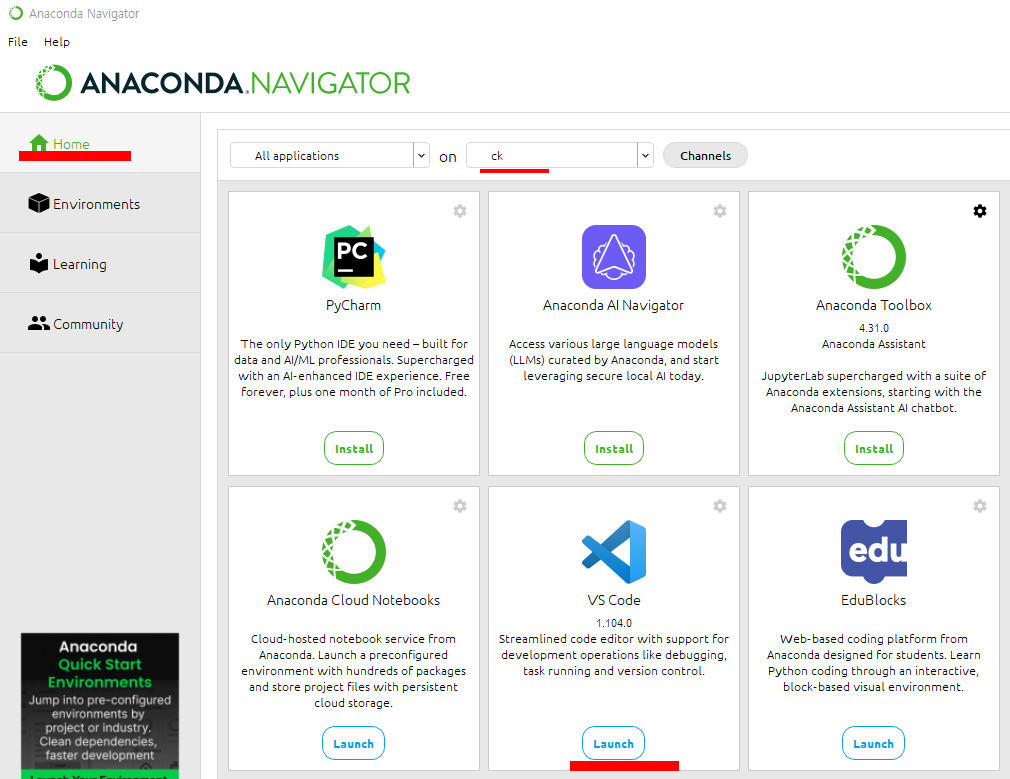 Anaconda Navigator
File Help
ANACONDA.NAVIGATOR
Home
Environments
Learning
Community
All applications on ck Channels
PC
PyCharm
The only Python IDE you need – built for
data and AI/ML professionals. Supercharged
with an AI-enhanced IDE experience. Free
forever, plus one month of Pro included.
Install
Anaconda AI Navigator
Access various large language models
(LLMs) curated by Anaconda, and start
leveraging secure local AI today.
Install
Anaconda Toolbox
4.31.0
Anaconda Assistant
JupyterLab supercharged with a suite of
Anaconda extensions, starting with the
Anaconda Assistant AI chatbot.
Install
Anaconda Cloud Notebooks
Cloud-hosted notebook service from
Anaconda. Launch a preconfigured
environment with hundreds of packages
and store project files with persistent
cloud storage.
Launch
VS Code
1.104.0
Streamlined code editor with support for
development operations like debugging,
task running and version control.
Launch
edu
EduBlocks
Web-based coding platform from
Anaconda designed for students. Learn
Python coding through an interactive,
block-based visual environment.
Launch
Anaconda
Quick Start
Environments
Jump into pre-configured
environments by
project or industry.
Clean dependencies,
faster development
Launch Your Environment